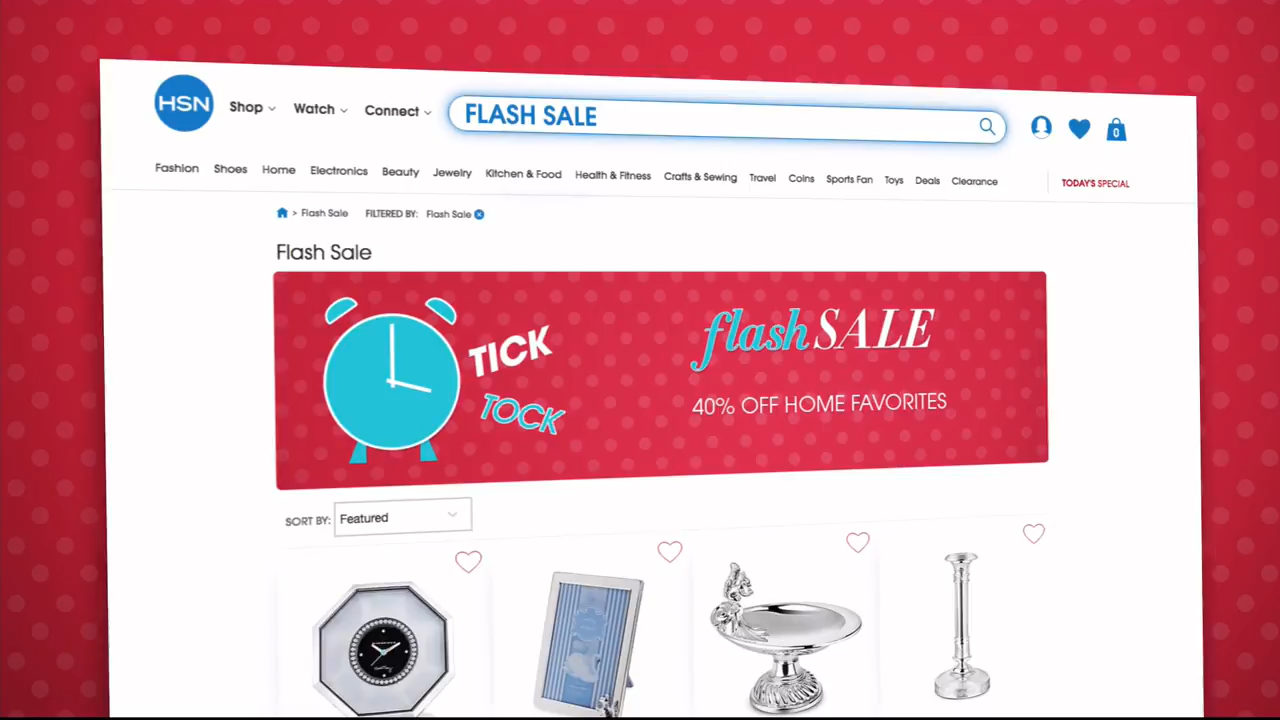 HSN Shop Watch Connect FLASH SALE 0
Fashion Shoes Home Electronics Beauty Jewelry Kitchen & Food Health & Fitness Crafts & Sewing Travel Coins Sports Fan Toys Deals Clearance TODAY'S SPECIAL
> Flash Sale FILTERED BY: Flash Sale
Flash Sale
TICK
TOCK
flash SALE
40% OFF HOME FAVORITES
SORT BY: Featured